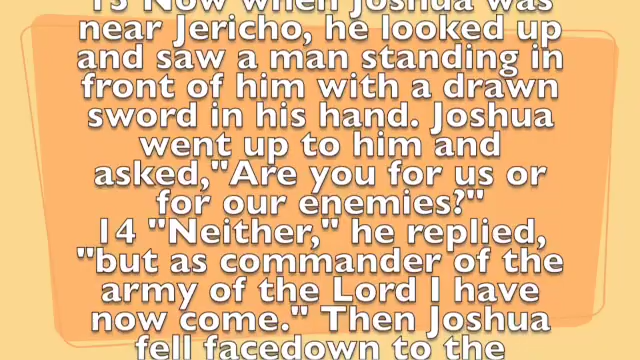 13 Now when Joshua was
near Jericho, he looked up
and saw a man standing in
front of him with a drawn
sword in his hand. Joshua
went up to him and
asked,"Are you for us or
for our enemies?"
14 "Neither," he replied,
"but as commander of the
army of the Lord I have
now come." Then Joshua
fell facedown to the